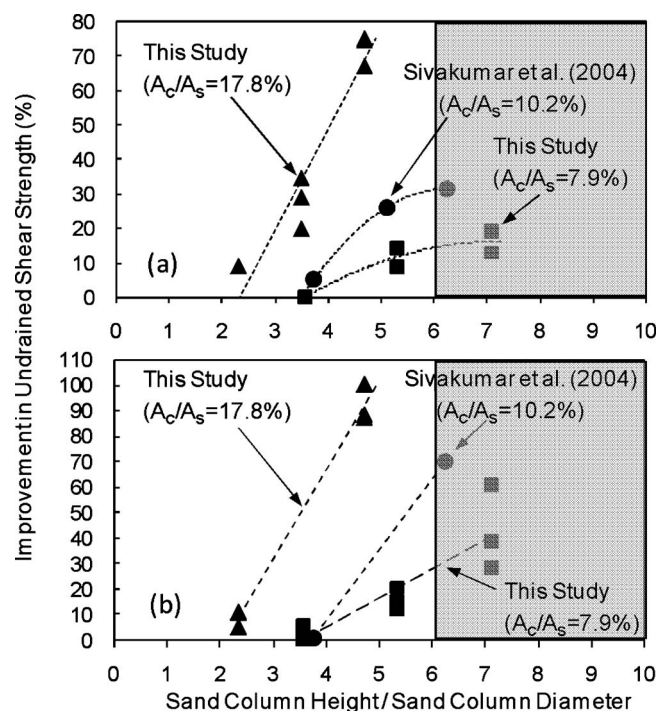 Improvement in Undrained Shear Strength (%)
80
70
60
50
40
30
20
10
0
This Study
(Ac/As=17.8%)
Sivakumar et al. (2004)
(Ac/As=10.2%)
This Study
(Ac/As=7.9%)
(a)
0 1 2 3 4 5 6 7 8 9 10
110
100
90
80
70
60
50
40
30
20
10
0
This Study
(Ac/As=17.8%)
Sivakumar et al. (2004)
(Ac/As=10.2%)
This Study
(Ac/As=7.9%)
(b)
0 1 2 3 4 5 6 7 8 9 10
Sand Column Height / Sand Column Diameter